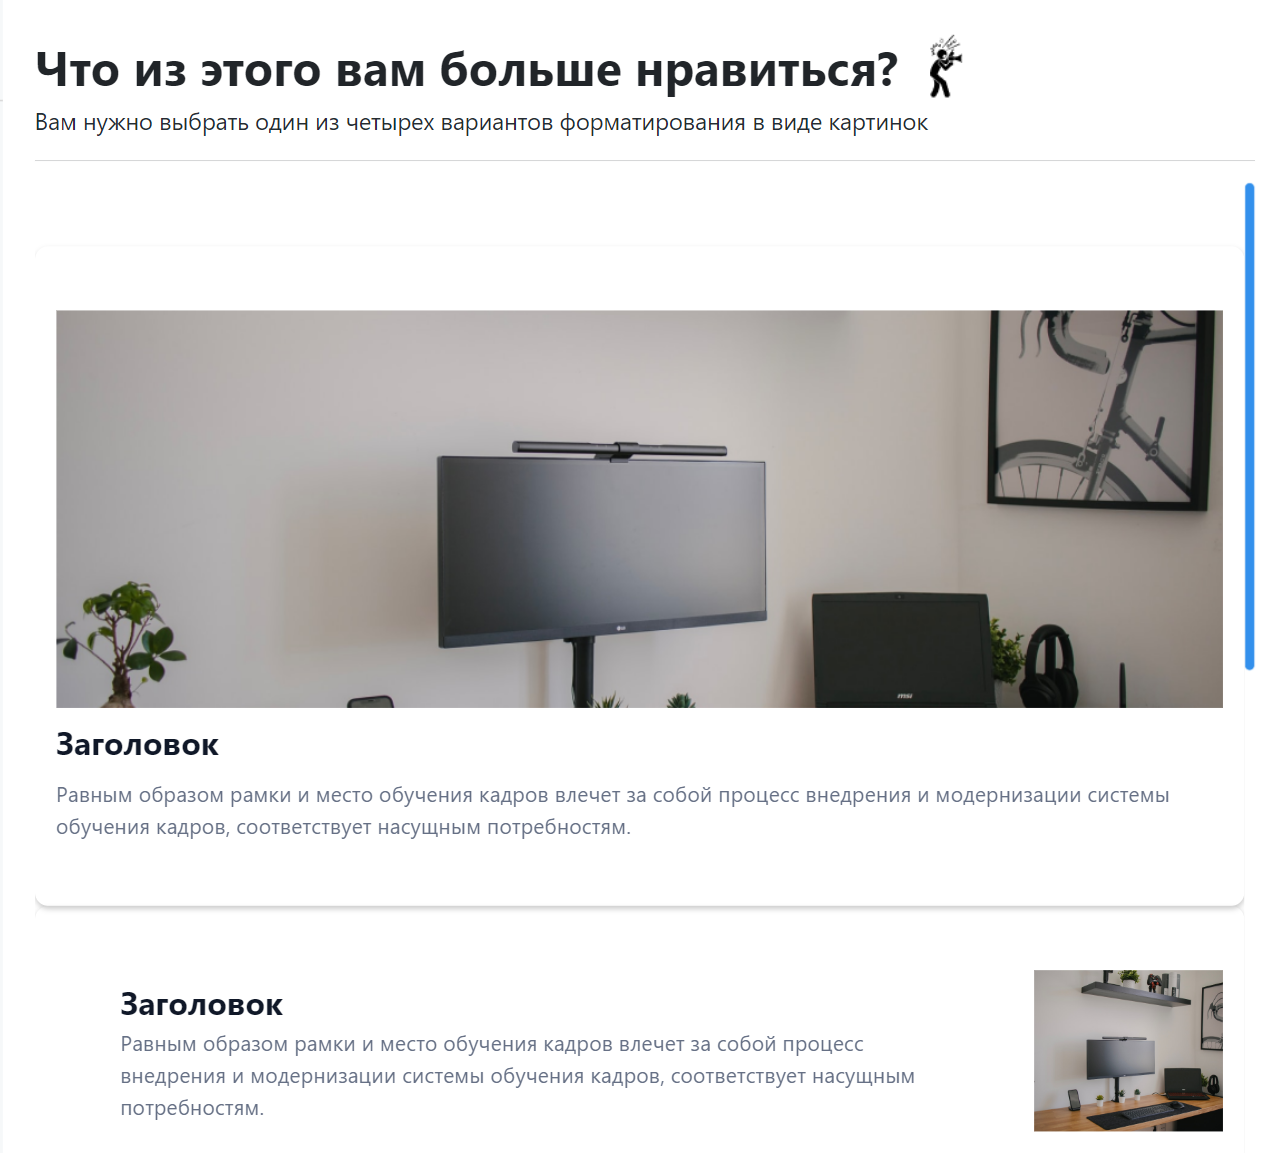 Что из этого вам больше нравиться?
Вам нужно выбрать один из четырех вариантов форматирования в виде картинок
Заголовок
Равным образом рамки и место обучения кадров влечет за собой процесс внедрения и модернизации системы
обучения кадров, соответствует насущным потребностям.
Заголовок
Равным образом рамки и место обучения кадров влечет за собой процесс
внедрения и модернизации системы обучения кадров, соответствует насущным
потребностям.